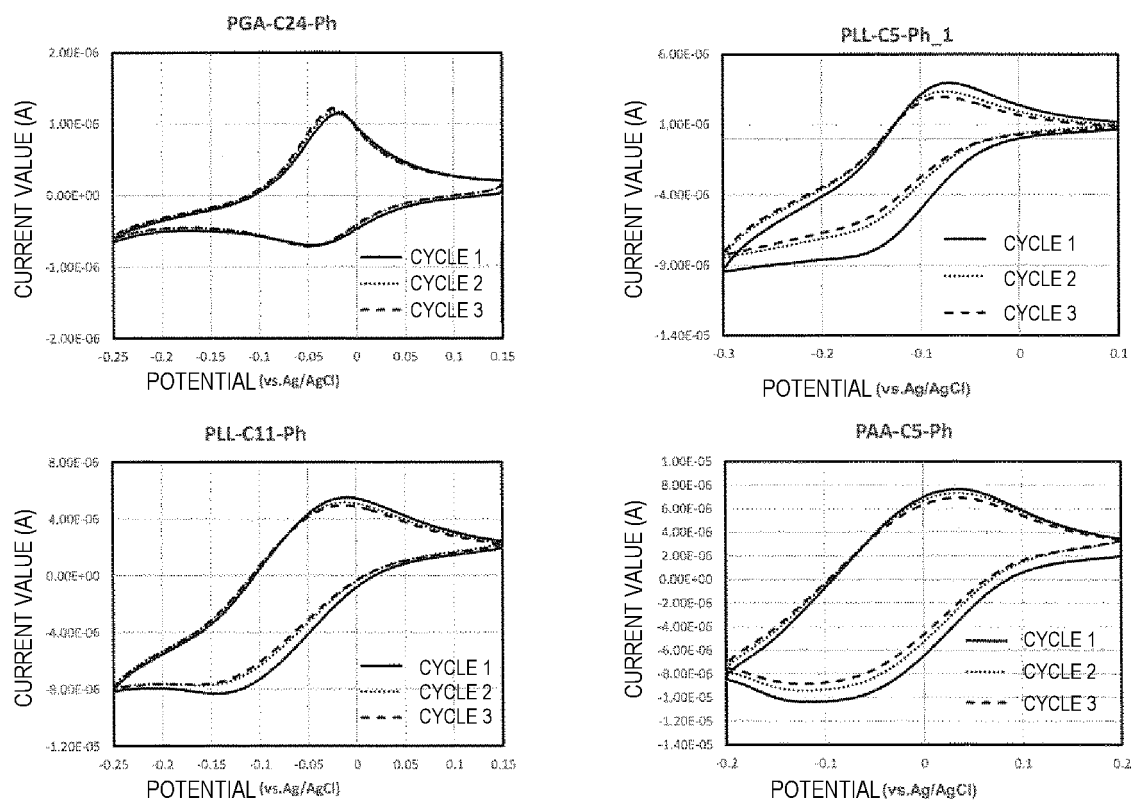 PGA-C24-Ph
2.00E-06
1.00E-06
0.00E+00
-1.00E-06
-2.00E-06
CURRENT VALUE (A)
CYCLE 1
CYCLE 2
CYCLE 3
-0.25 -0.2 -0.15 -0.1 -0.05 0 0.05 0.1 0.15
POTENTIAL (vs.Ag/AgCl)
PLL-C5-Ph_1
6.00E-06
1.00E-06
-4.00E-06
-9.00E-06
-1.40E-05
CURRENT VALUE (A)
CYCLE 1
CYCLE 2
CYCLE 3
-0.3 -0.2 -0.1 0 0.1
POTENTIAL (vs.Ag/AgCl)
PLL-C11-Ph
8.00E-06
4.00E-06
0.00E+00
-4.00E-06
-8.00E-06
-1.20E-05
CURRENT VALUE (A)
CYCLE 1
CYCLE 2
CYCLE 3
-0.25 -0.2 -0.15 -0.1 -0.05 0 0.05 0.1 0.15
POTENTIAL (vs.Ag/AgCl)
PAA-C5-Ph
1.00E-05
8.00E-06
6.00E-06
4.00E-06
2.00E-06
0.00E+00
-2.00E-06
-4.00E-06
-6.00E-06
-8.00E-06
-1.00E-05
-1.20E-05
-1.40E-05
CURRENT VALUE (A)
CYCLE 1
CYCLE 2
CYCLE 3
-0.2 -0.1 0 0.1 0.2
POTENTIAL (vs.Ag/AgCl)